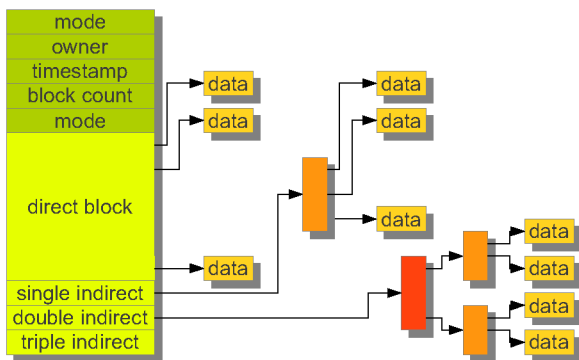 mode
owner
timestamp
block count
mode
direct block
single indirect
double indirect
triple indirect
data
data
data
data
data
data
data
data
data
data